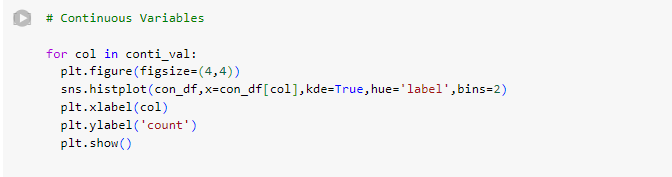 # Continuous Variables
for col in conti_val:
  plt.figure(figsize=(4,4))
  sns.histplot(con_df,x=con_df[col],kde=True,hue='label',bins=2)
  plt.xlabel(col)
  plt.ylabel('count')
  plt.show()